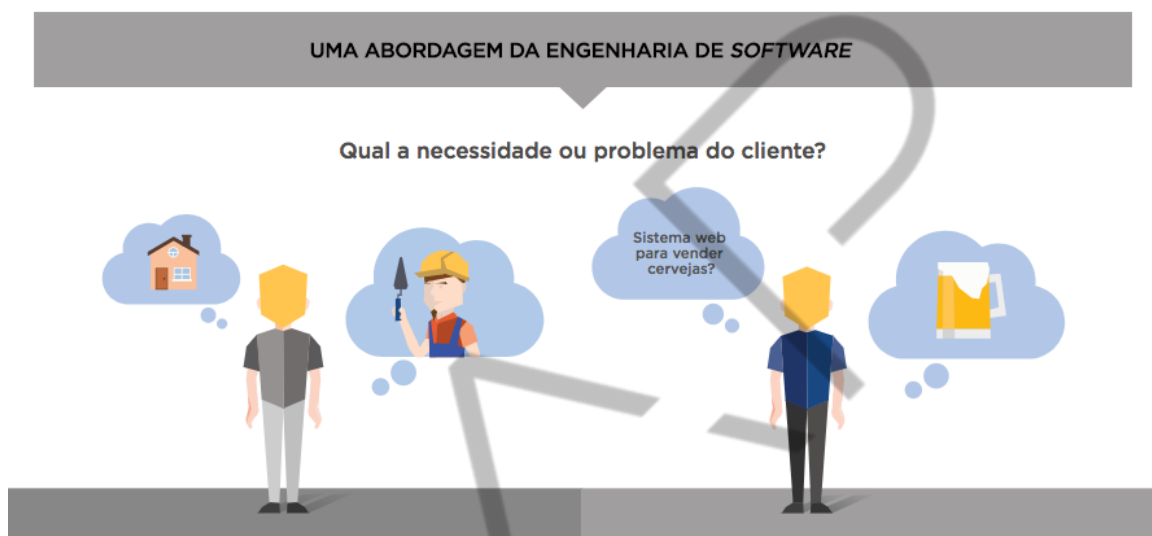 UMA ABORDAGEM DA ENGENHARIA DE SOFTWARE
Qual a necessidade ou problema do cliente?
Sistema web
para vender
cervejas?